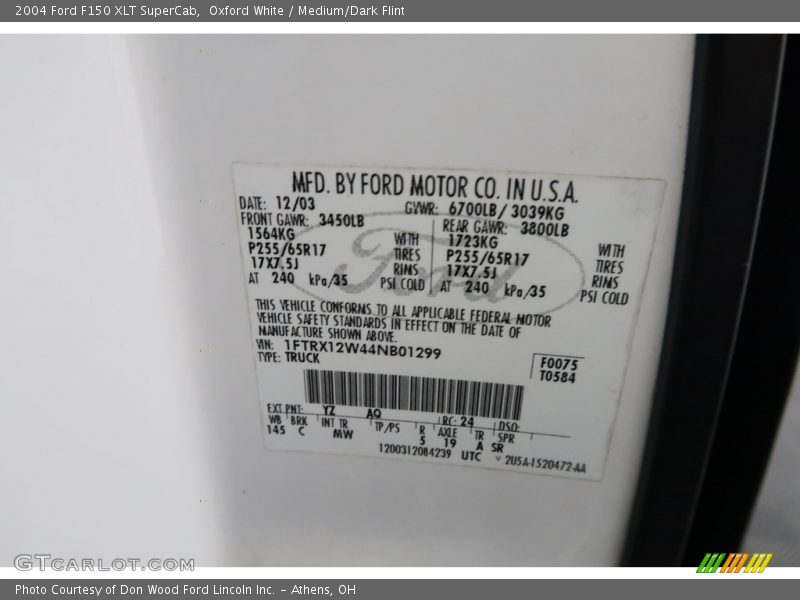 2004 Ford F150 XLT SuperCab,  Oxford White / Medium/Dark Flint
MFD. BY FORD MOTOR CO. IN U.S.A.
DATE: 12/03 GVWR: 6700LB/ 3039KG
FRONT GAWR: 3450LB REAR GAWR: 3800LB
1564KG WITH 1723KG WITH
P255/65R17 TIRES P255/65R17 TIRES
17X7.5J RIMS 17X7.5J RIMS
AT 240 kPa/35 PSI COLD AT 240 kPa/35 PSI COLD
Ford
THIS VEHICLE CONFORMS TO ALL APPLICABLE FEDERAL MOTOR
VEHICLE SAFETY STANDARDS IN EFFECT ON THE DATE OF
MANUFACTURE SHOWN ABOVE.
VIN: 1FTRX12W44NB01299
TYPE: TRUCK
F0075
T0584
EXT PNT: YZ AQ RC: 24 DSO:
WB BRK INT TR TP/PS R AXLE TR SPR
145 C MW 5 19 A SR
1200312084239 UTC 2U5A-1520472-AA
GTCARLOT.COM
Photo Courtesy of Don Wood Ford Lincoln Inc. – Athens, OH